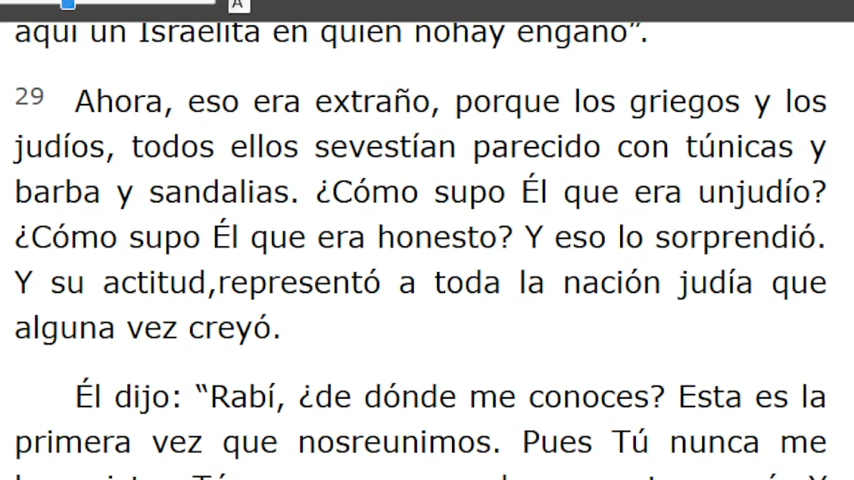 A
aquí un Israelita en quien nohay engaño”.
29 Ahora, eso era extraño, porque los griegos y los
judíos, todos ellos sevestían parecido con túnicas y
barba y sandalias. ¿Cómo supo Él que era unjudío?
¿Cómo supo Él que era honesto? Y eso lo sorprendió.
Y su actitud,representó a toda la nación judía que
alguna vez creyó.
Él dijo: “Rabí, ¿de dónde me conoces? Esta es la
primera vez que nosreunimos. Pues Tú nunca me